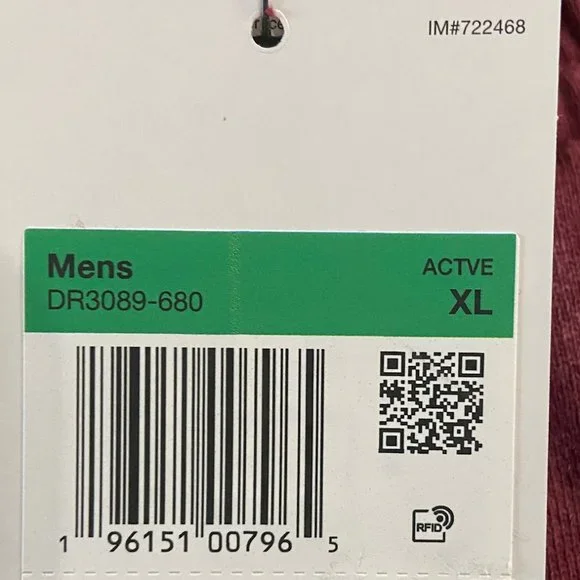 IM#722468
Mens
ACTVE
DR3089-680
XL
1 96151 00796 5
RFID